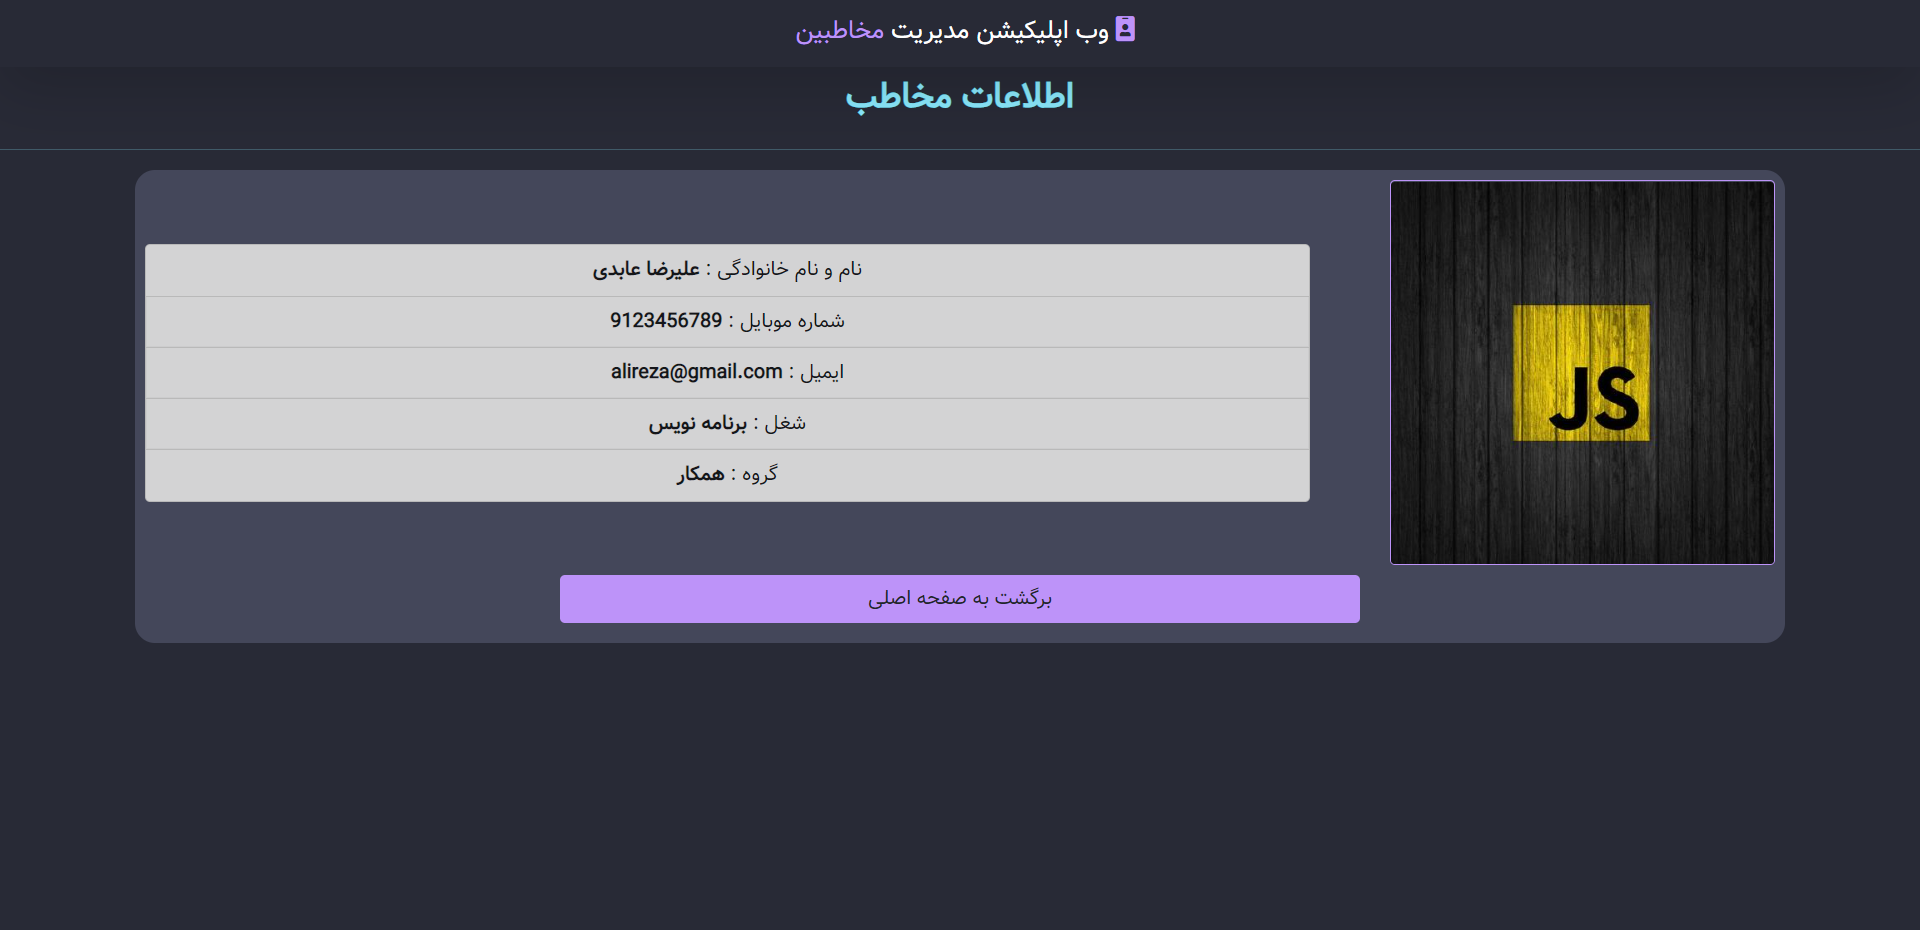 وب اپلیکیشن مدیریت مخاطبین
اطلاعات مخاطب
JS
نام و نام خانوادگی : علیرضا عابدی
شماره موبایل : 9123456789
ایمیل : alireza@gmail.com
شغل : برنامه نویس
گروه : همکار
برگشت به صفحه اصلی